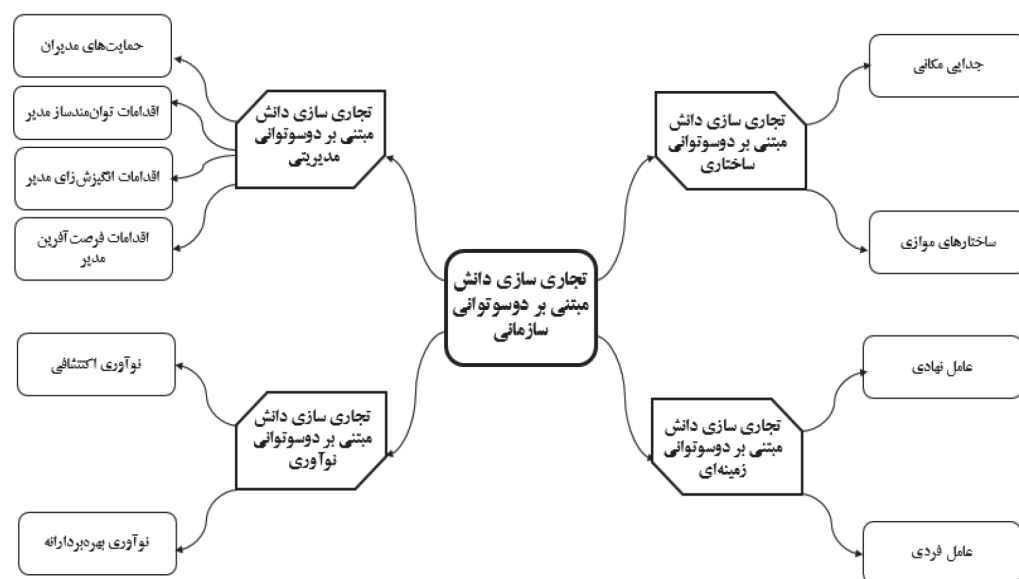 تجاری سازی دانش
مبتنی بر دوسوتوانی
سازمانی
تجاری سازی دانش
مبتنی بر دوسوتوانی
ساختاری
جدایی مکانی
ساختارهای موازی
تجاری سازی دانش
مبتنی بر دوسوتوانی
زمینه‌ای
عامل نهادی
عامل فردی
تجاری سازی دانش
مبتنی بر دوسوتوانی
مدیریتی
حمایت‌های مدیران
اقدامات توان‌مندساز مدیر
اقدامات انگیزش‌زای مدیر
اقدامات فرصت‌آفرین
مدیر
تجاری سازی دانش
مبتنی بر دوسوتوانی
نوآوری
نوآوری اکتشافی
نوآوری بهره‌بردارانه